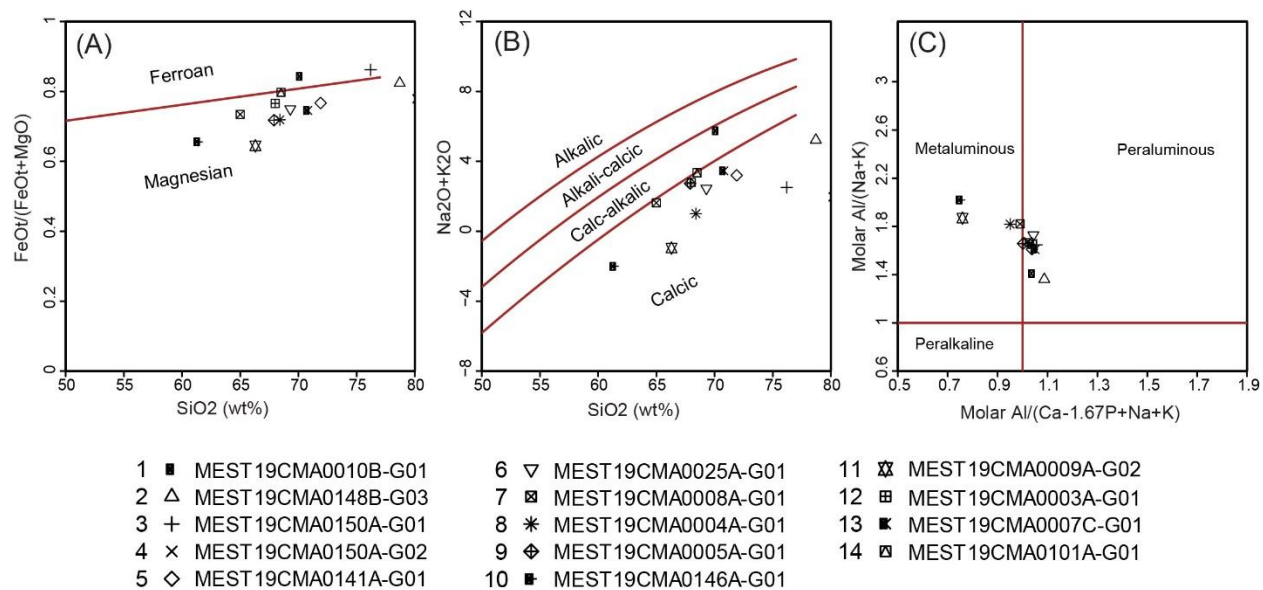 (A)
Ferroan
Magnesian
FeOt/(FeOt+MgO)
0 0.2 0.4 0.6 0.8 1
50 55 60 65 70 75 80
SiO2 (wt%)
(B)
Alkalic
Alkali-calcic
Calc-alkalic
Calcic
Na2O+K2O
-8 -4 0 4 8 12
50 55 60 65 70 75 80
SiO2 (wt%)
(C)
Metaluminous
Peraluminous
Peralkaline
Molar Al/(Na+K)
0.6 1 1.4 1.8 2.2 2.6 3
0.5 0.7 0.9 1.1 1.3 1.5 1.7 1.9
Molar Al/(Ca-1.67P+Na+K)
1 MEST19CMA0010B-G01
2 MEST19CMA0148B-G03
3 MEST19CMA0150A-G01
4 MEST19CMA0150A-G02
5 MEST19CMA0141A-G01
6 MEST19CMA0025A-G01
7 MEST19CMA0008A-G01
8 MEST19CMA0004A-G01
9 MEST19CMA0005A-G01
10 MEST19CMA0146A-G01
11 MEST19CMA0009A-G02
12 MEST19CMA0003A-G01
13 MEST19CMA0007C-G01
14 MEST19CMA0101A-G01